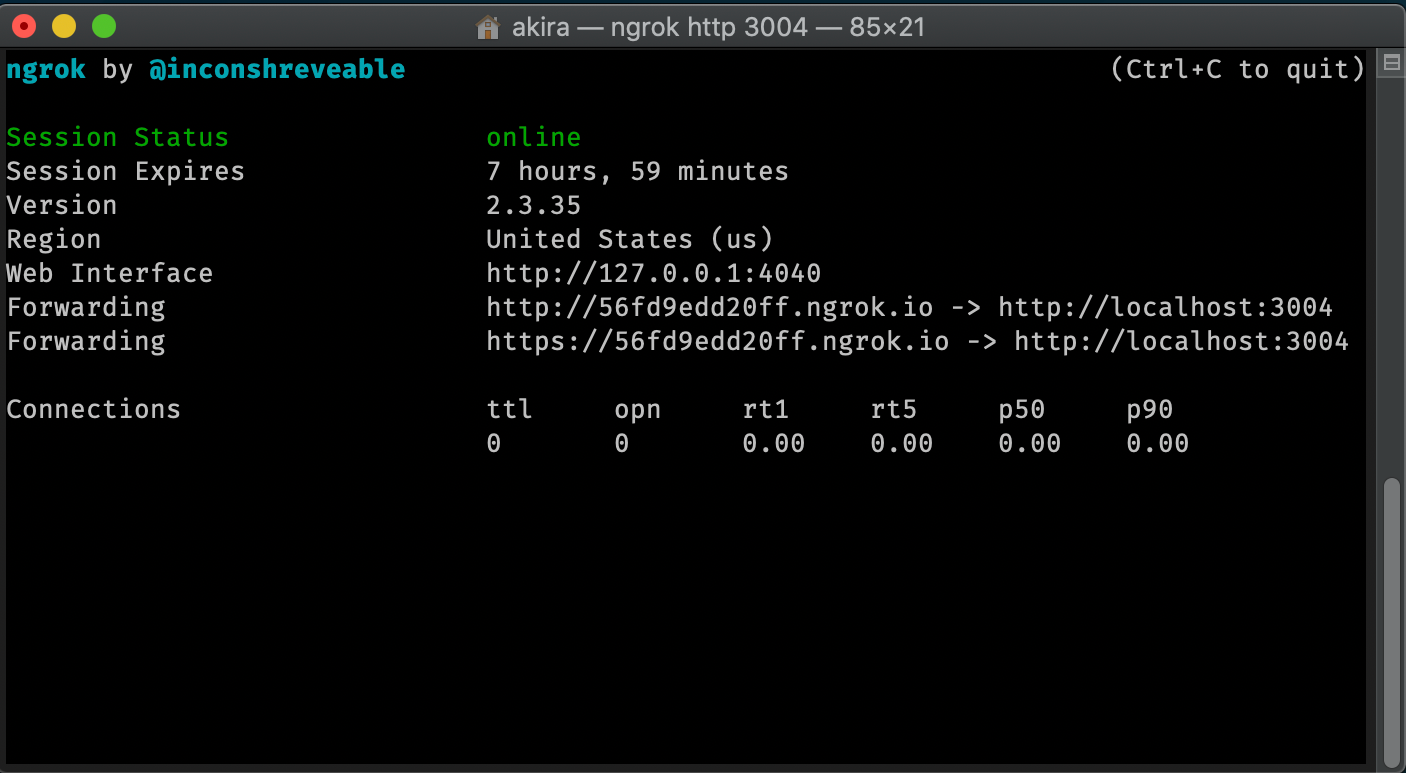 akira — ngrok http 3004 — 85×21
ngrok by @inconshreveable (Ctrl+C to quit)
Session Status online
Session Expires 7 hours, 59 minutes
Version 2.3.35
Region United States (us)
Web Interface http://127.0.0.1:4040
Forwarding http://56fd9edd20ff.ngrok.io -> http://localhost:3004
Forwarding https://56fd9edd20ff.ngrok.io -> http://localhost:3004
Connections ttl opn rt1 rt5 p50 p90
0 0 0.00 0.00 0.00 0.00